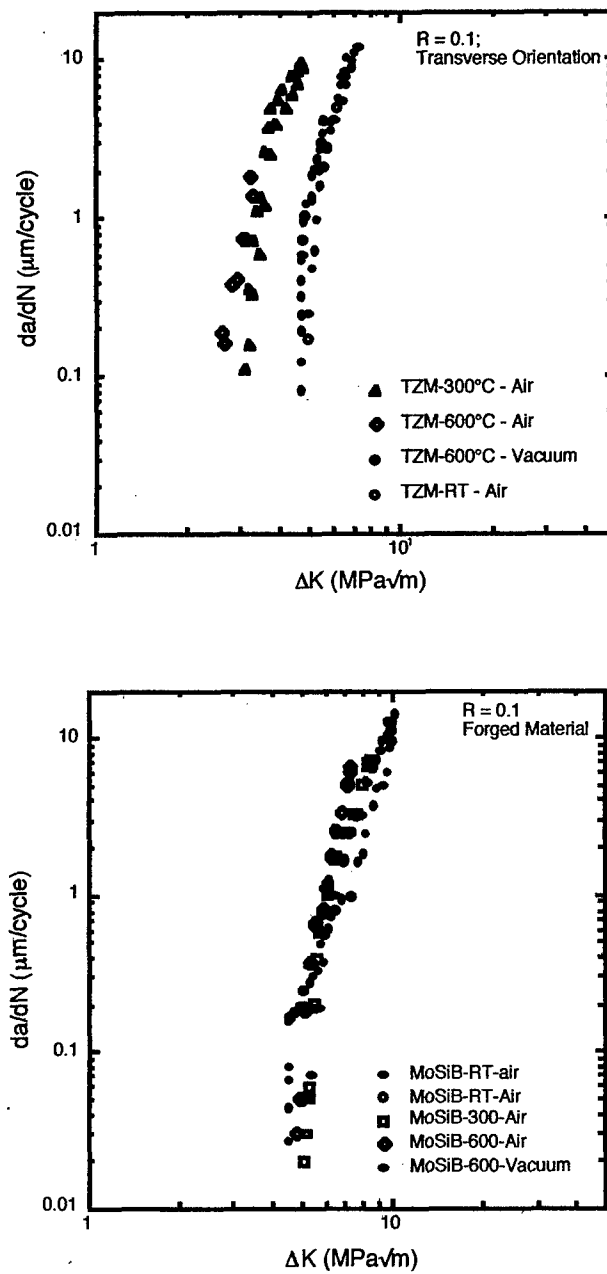 R = 0.1;
Transverse Orientation
10
1
0.1
0.01
da/dN (μm/cycle)
TZM-300°C - Air
TZM-600°C - Air
TZM-600°C - Vacuum
TZM-RT - Air
1
10
ΔK (MPa√m)
R = 0.1
Forged Material
10
1
0.1
0.01
da/dN (μm/cycle)
MoSiB-RT-air
MoSiB-RT-Air
MoSiB-300-Air
MoSiB-600-Air
MoSiB-600-Vacuum
1
10
ΔK (MPa√m)